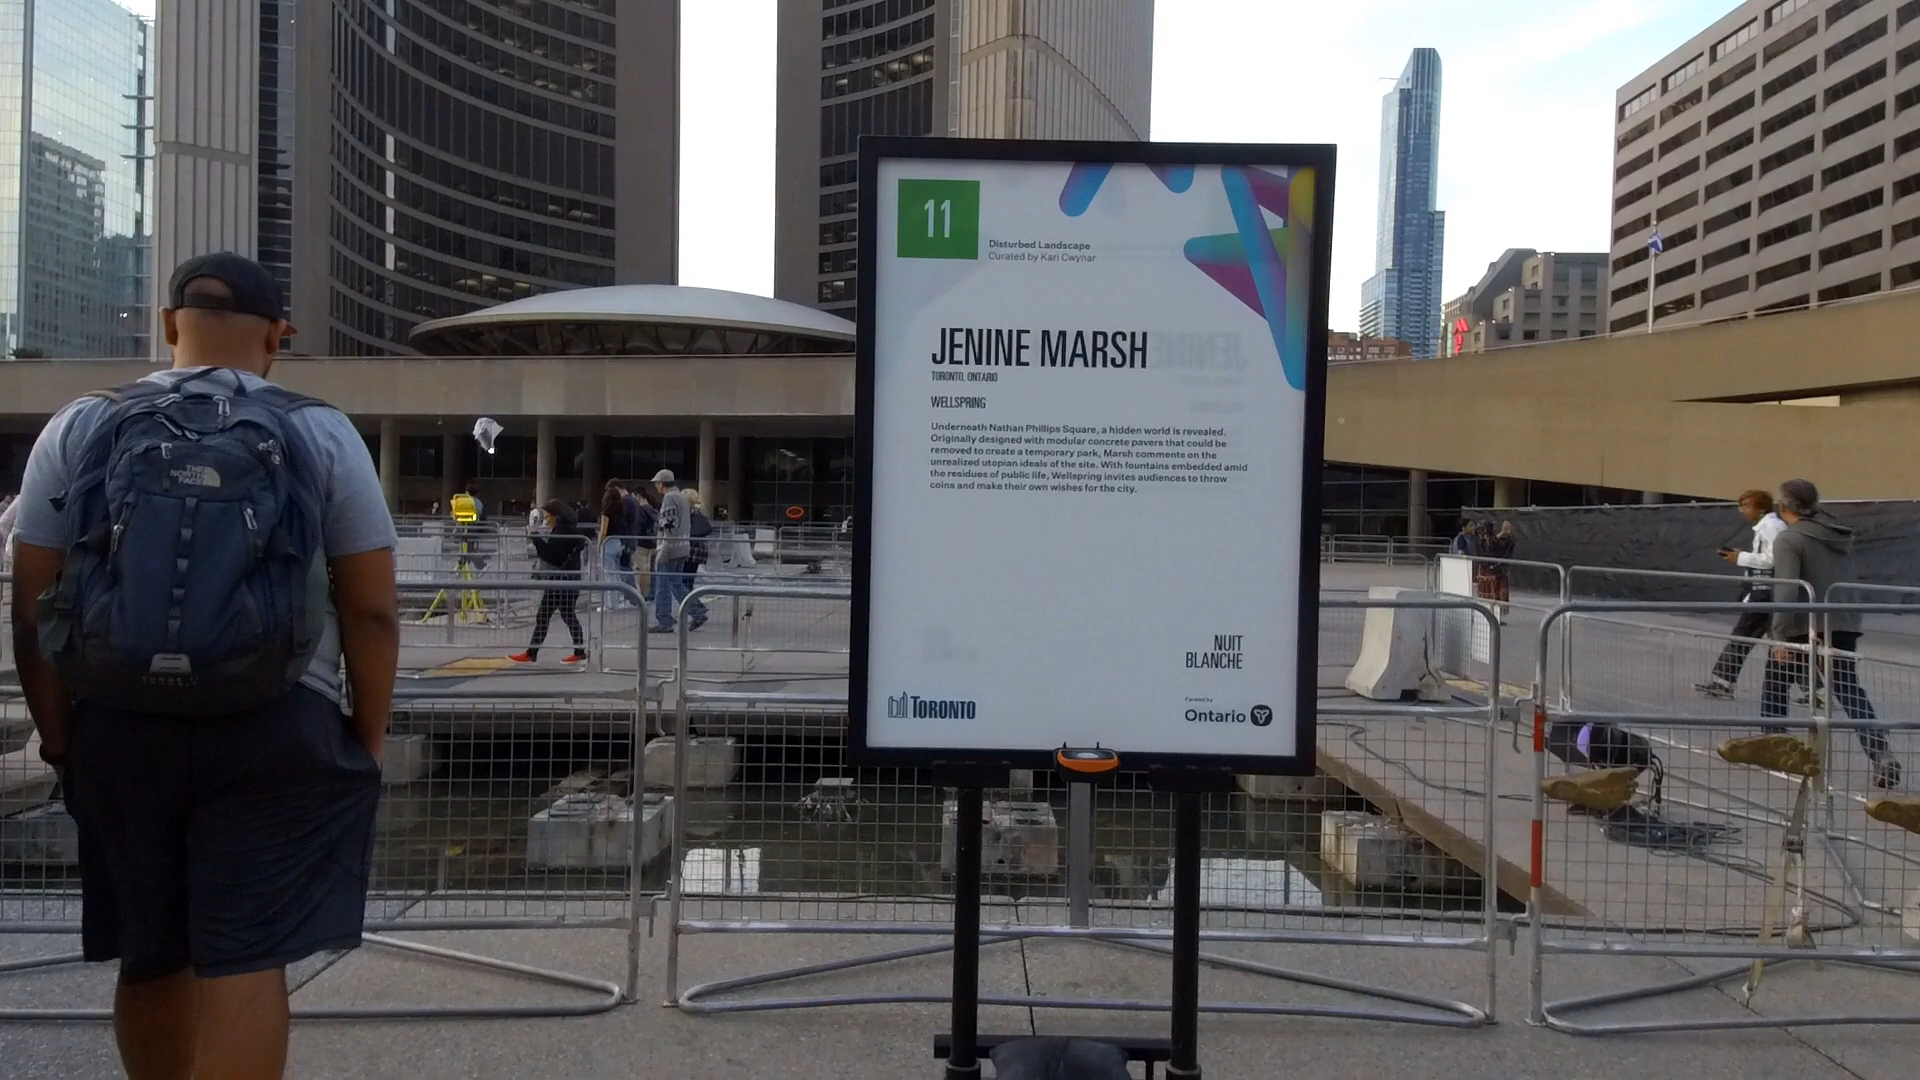 11
Disturbed Landscape
Curated by Kari Cwynar
JENINE MARSH
TORONTO, ONTARIO
WELLSPRING
Underneath Nathan Phillips Square, a hidden world is revealed.
Originally designed with modular concrete pavers that could be
removed to create a temporary park, Marsh comments on the
unrealized utopian ideals of the site. With fountains embedded amid
the residues of public life, Wellspring invites audiences to throw
coins and make their own wishes for the city.
NUIT
BLANCHE
TORONTO
Funded by
Ontario
THE
NORTH
FACE